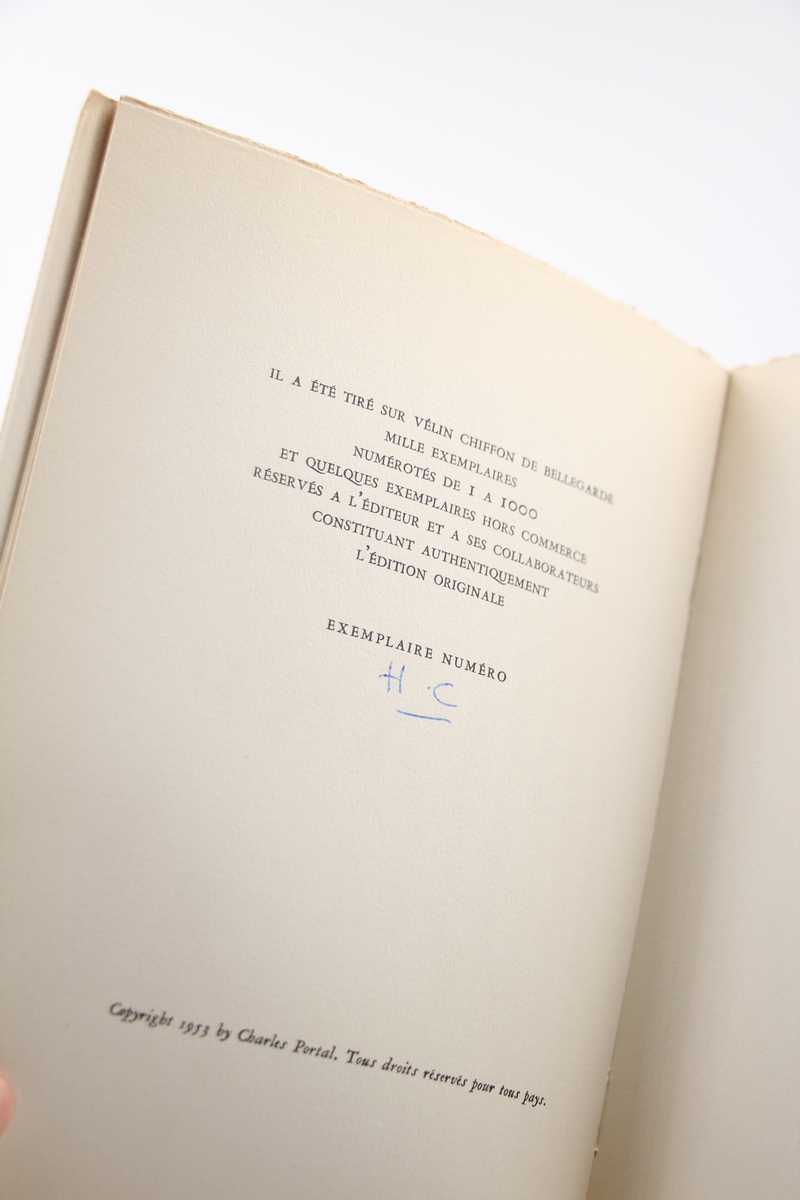 IL A ÉTÉ TIRÉ SUR VÉLIN CHIFFON DE BELLEGARDE
MILLE EXEMPLAIRES
NUMÉROTÉS DE 1 A 1000
ET QUELQUES EXEMPLAIRES HORS COMMERCE
RÉSERVÉS A L'ÉDITEUR ET A SES COLLABORATEURS
CONSTITUANT AUTHENTIQUEMENT
L'ÉDITION ORIGINALE
EXEMPLAIRE NUMÉRO
H.C
Copyright 1953 by Charles Portal. Tous droits réservés pour tous pays.